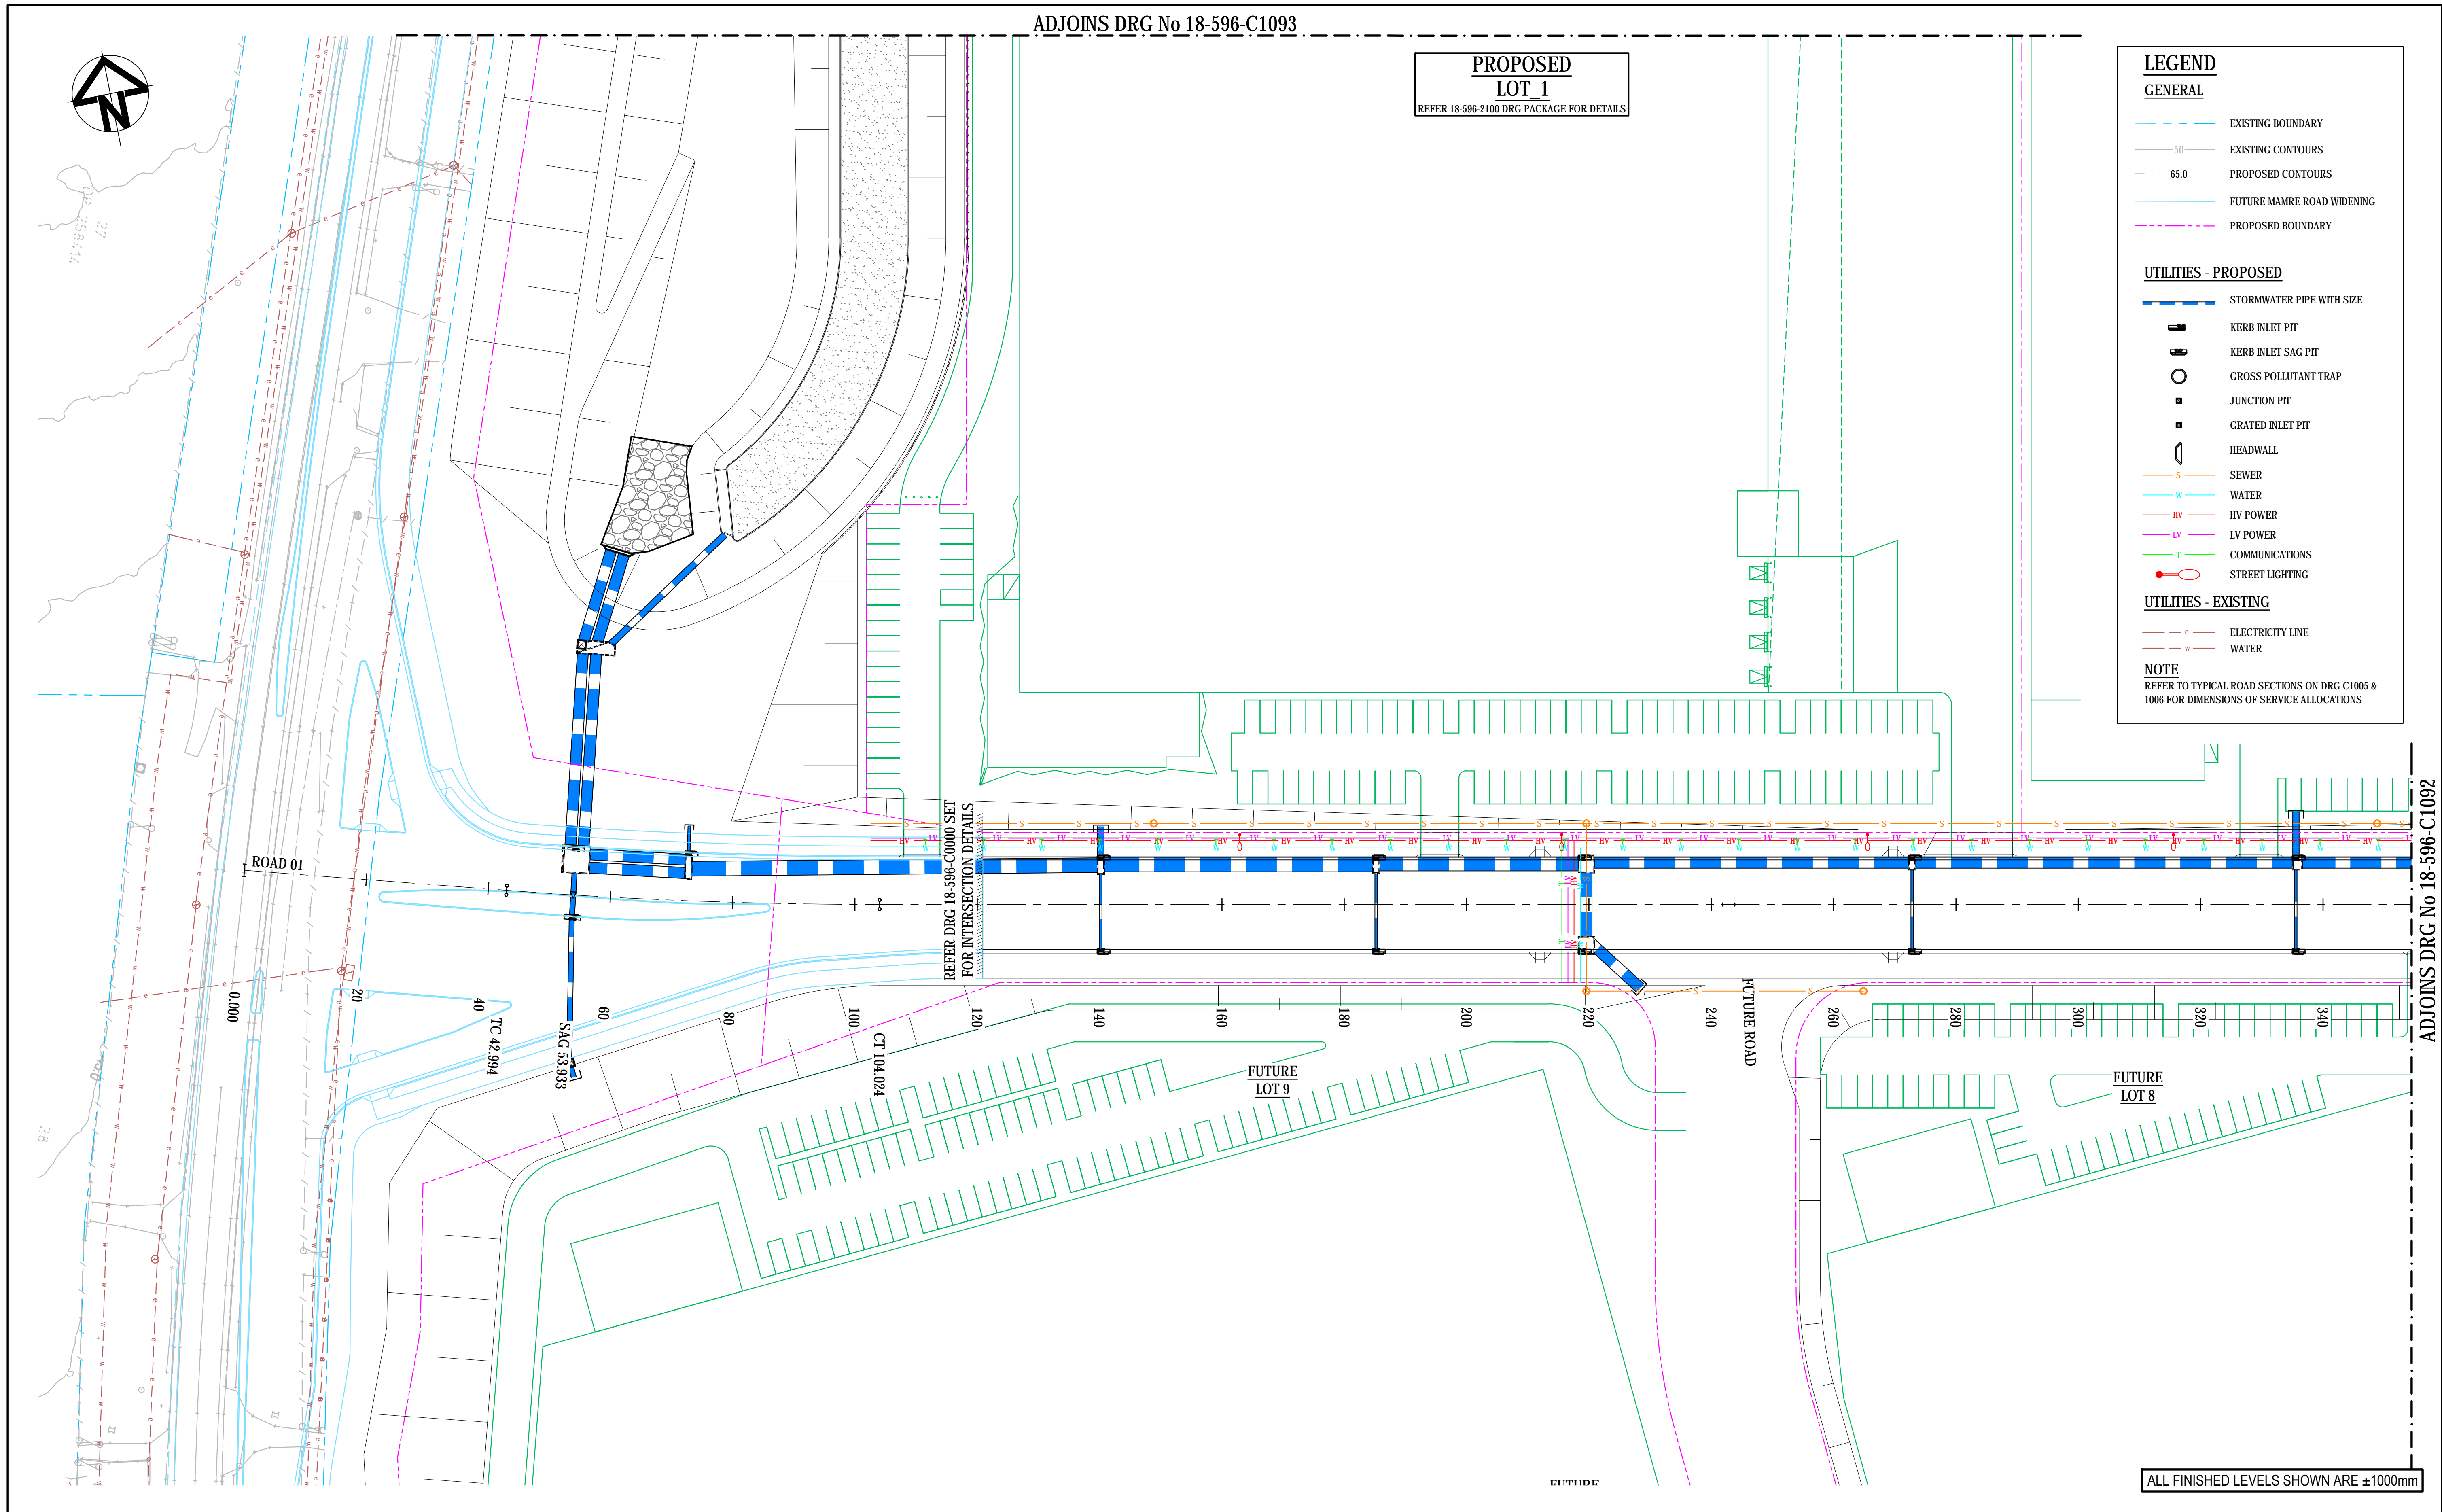 ADJOINS DRG No 18-596-C1093
N
PROPOSED
LOT_1
REFER 18-596-2100 DRG PACKAGE FOR DETAILS
LEGEND
GENERAL
EXISTING BOUNDARY
50
EXISTING CONTOURS
65.0
PROPOSED CONTOURS
FUTURE MAMRE ROAD WIDENING
PROPOSED BOUNDARY
UTILITIES - PROPOSED
STORMWATER PIPE WITH SIZE
KERB INLET PIT
KERB INLET SAG PIT
GROSS POLLUTANT TRAP
JUNCTION PIT
GRATED INLET PIT
HEADWALL
S SEWER
W WATER
HV HV POWER
LV LV POWER
T COMMUNICATIONS
STREET LIGHTING
UTILITIES - EXISTING
e ELECTRICITY LINE
w WATER
NOTE
REFER TO TYPICAL ROAD SECTIONS ON DRG C1005 &
1006 FOR DIMENSIONS OF SERVICE ALLOCATIONS
ADJOINS DRG No 18-596-C1092
REFER DRG 18-596-C0000 SET
FOR INTERSECTION DETAILS
ROAD 01
0.000
20
40
TC 42.994
SAG 53.933
60
80
100
CT 104.024
120
140
160
180
200
220
240
FUTURE ROAD
260
280
300
320
340
FUTURE
LOT 9
FUTURE
LOT 8
FUTURE
ALL FINISHED LEVELS SHOWN ARE ±1000mm